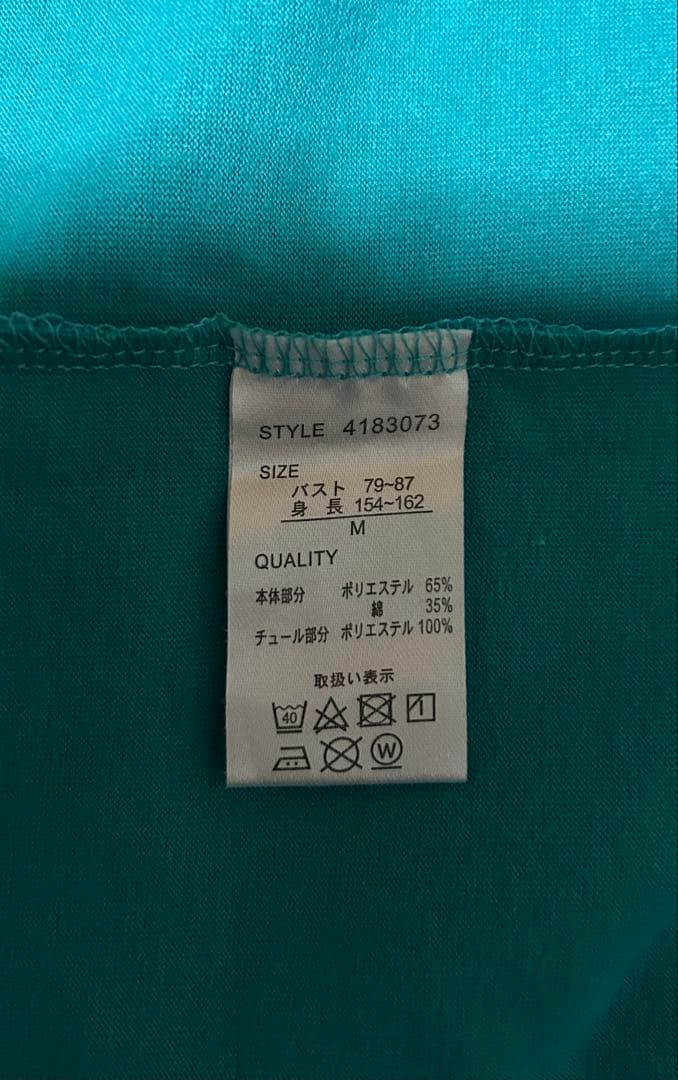 STYLE 4183073
SIZE
バスト 79~87
身長 154~162
M
QUALITY
本体部分 ポリエステル 65%
綿 35%
チュール部分 ポリエステル 100%
取扱い表示
40
W